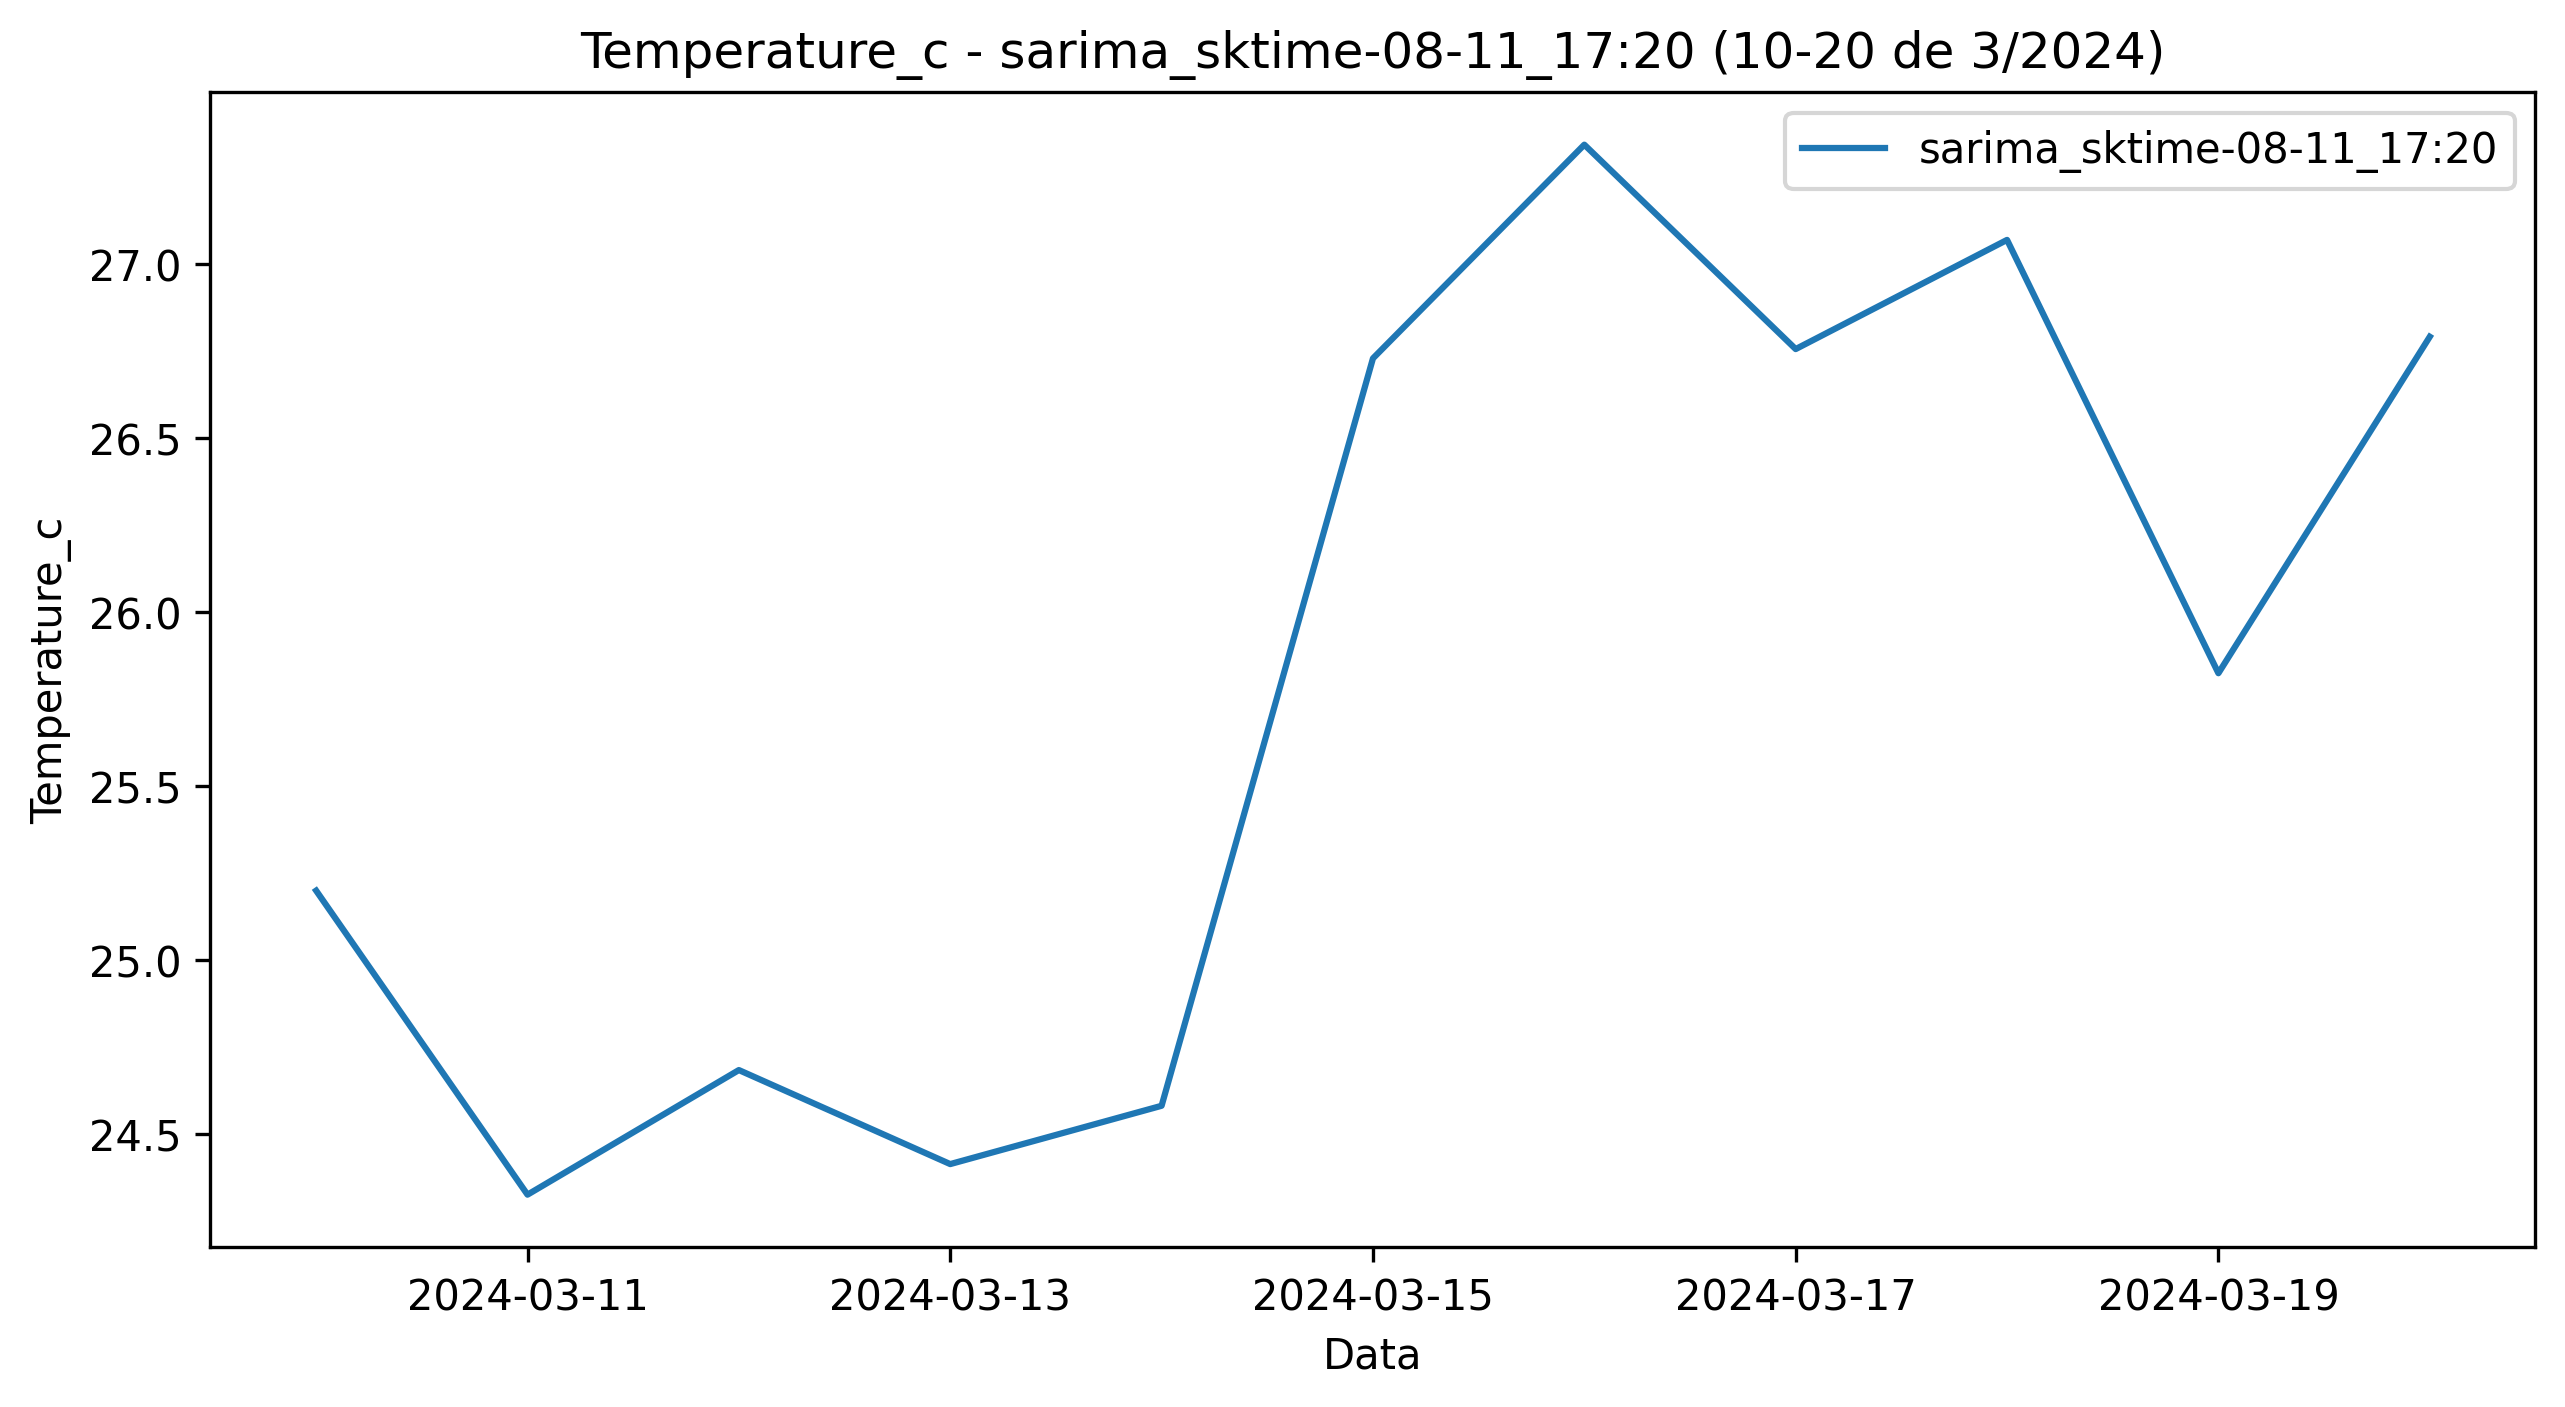 Temperature_c - sarima_sktime-08-11_17:20 (10-20 de 3/2024)
sarima_sktime-08-11_17:20
Temperature_c
27.0
26.5
26.0
25.5
25.0
24.5
2024-03-11
2024-03-13
2024-03-15
2024-03-17
2024-03-19
Data